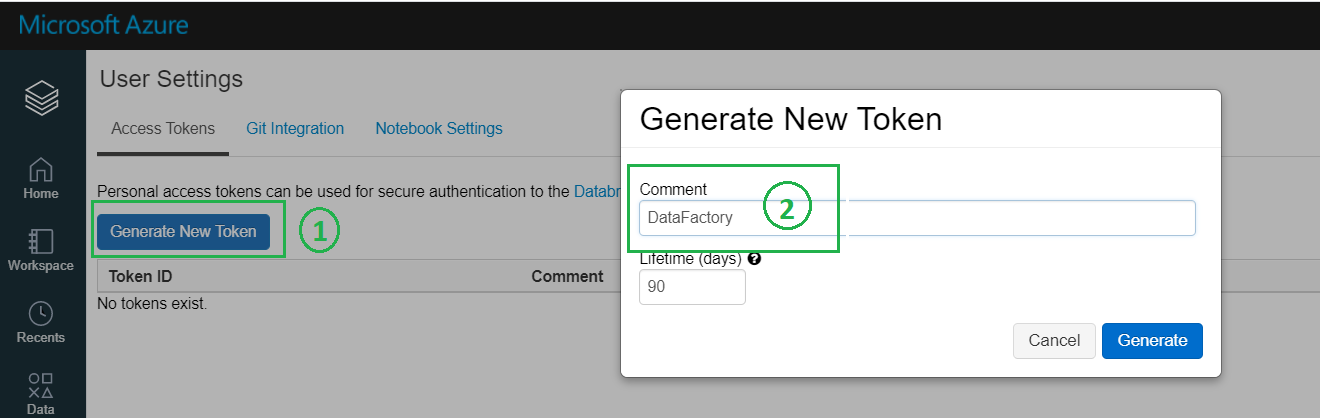 Microsoft Azure
User Settings
Access Tokens Git Integration Notebook Settings
Personal access tokens can be used for secure authentication to the Databr
Generate New Token 1
Token ID Comment
No tokens exist.
Home
Workspace
Recents
Data
Generate New Token
Comment
DataFactory 2
Lifetime (days) ?
90
Cancel Generate